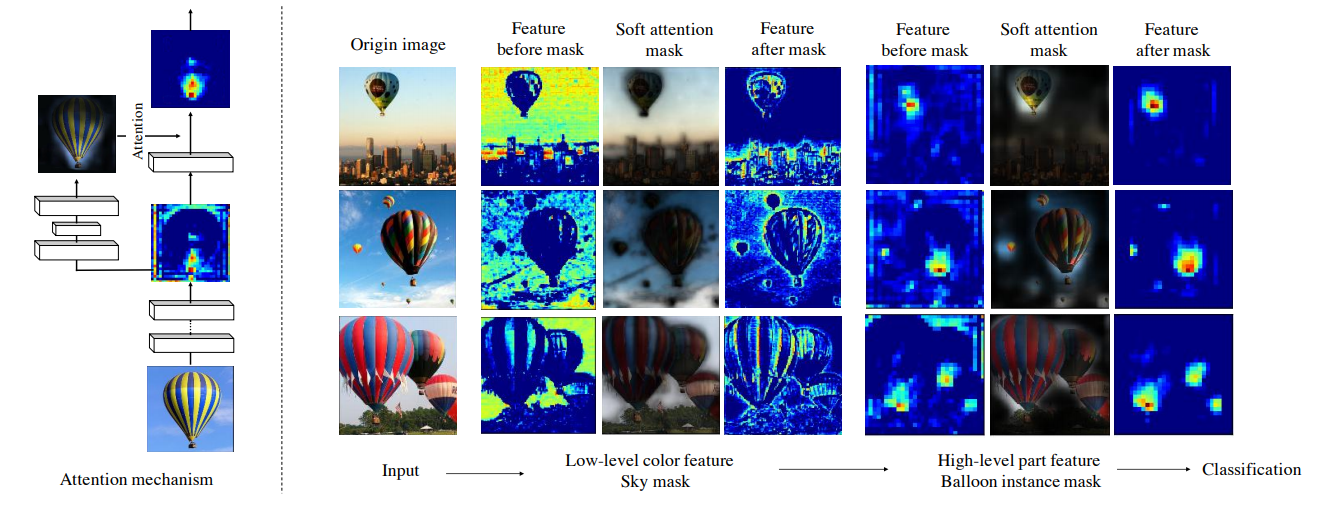 Attention
Attention mechanism
Origin image
Feature
before mask
Soft attention
mask
Feature
after mask
Feature
before mask
Soft attention
mask
Feature
after mask
Input
Low-level color feature
Sky mask
High-level part feature
Balloon instance mask
Classification